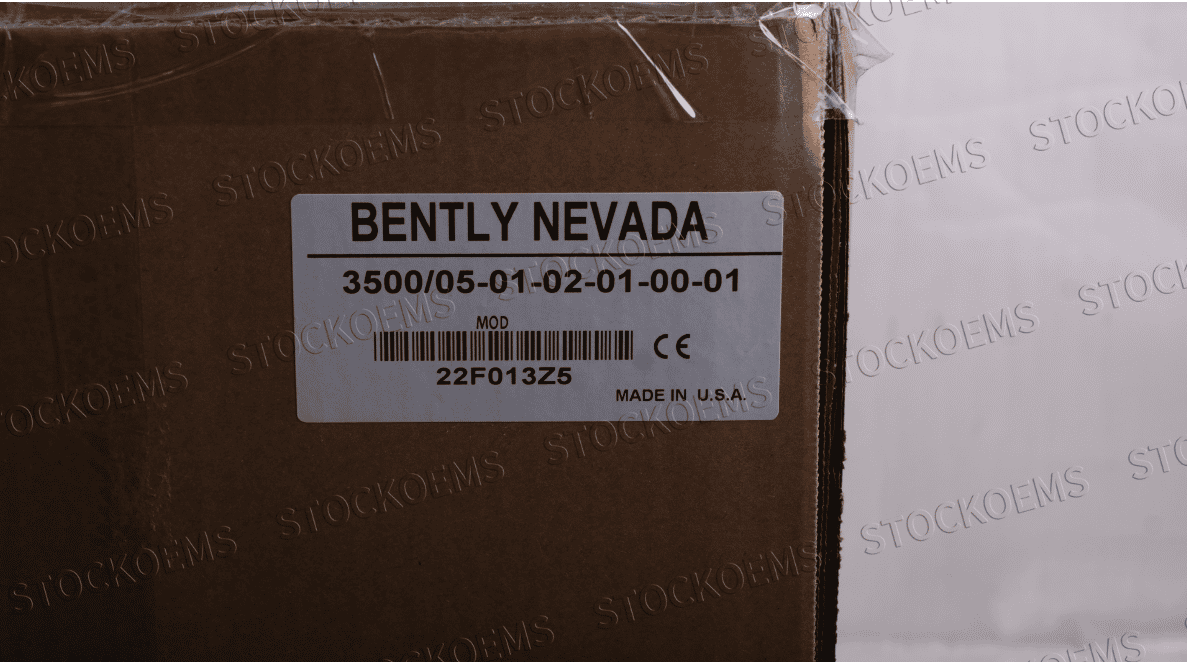 BENTLY NEVADA
3500/05-01-02-01-00-01
MOD
CE
22F013Z5
MADE IN U.S.A.
STOCKOEMS